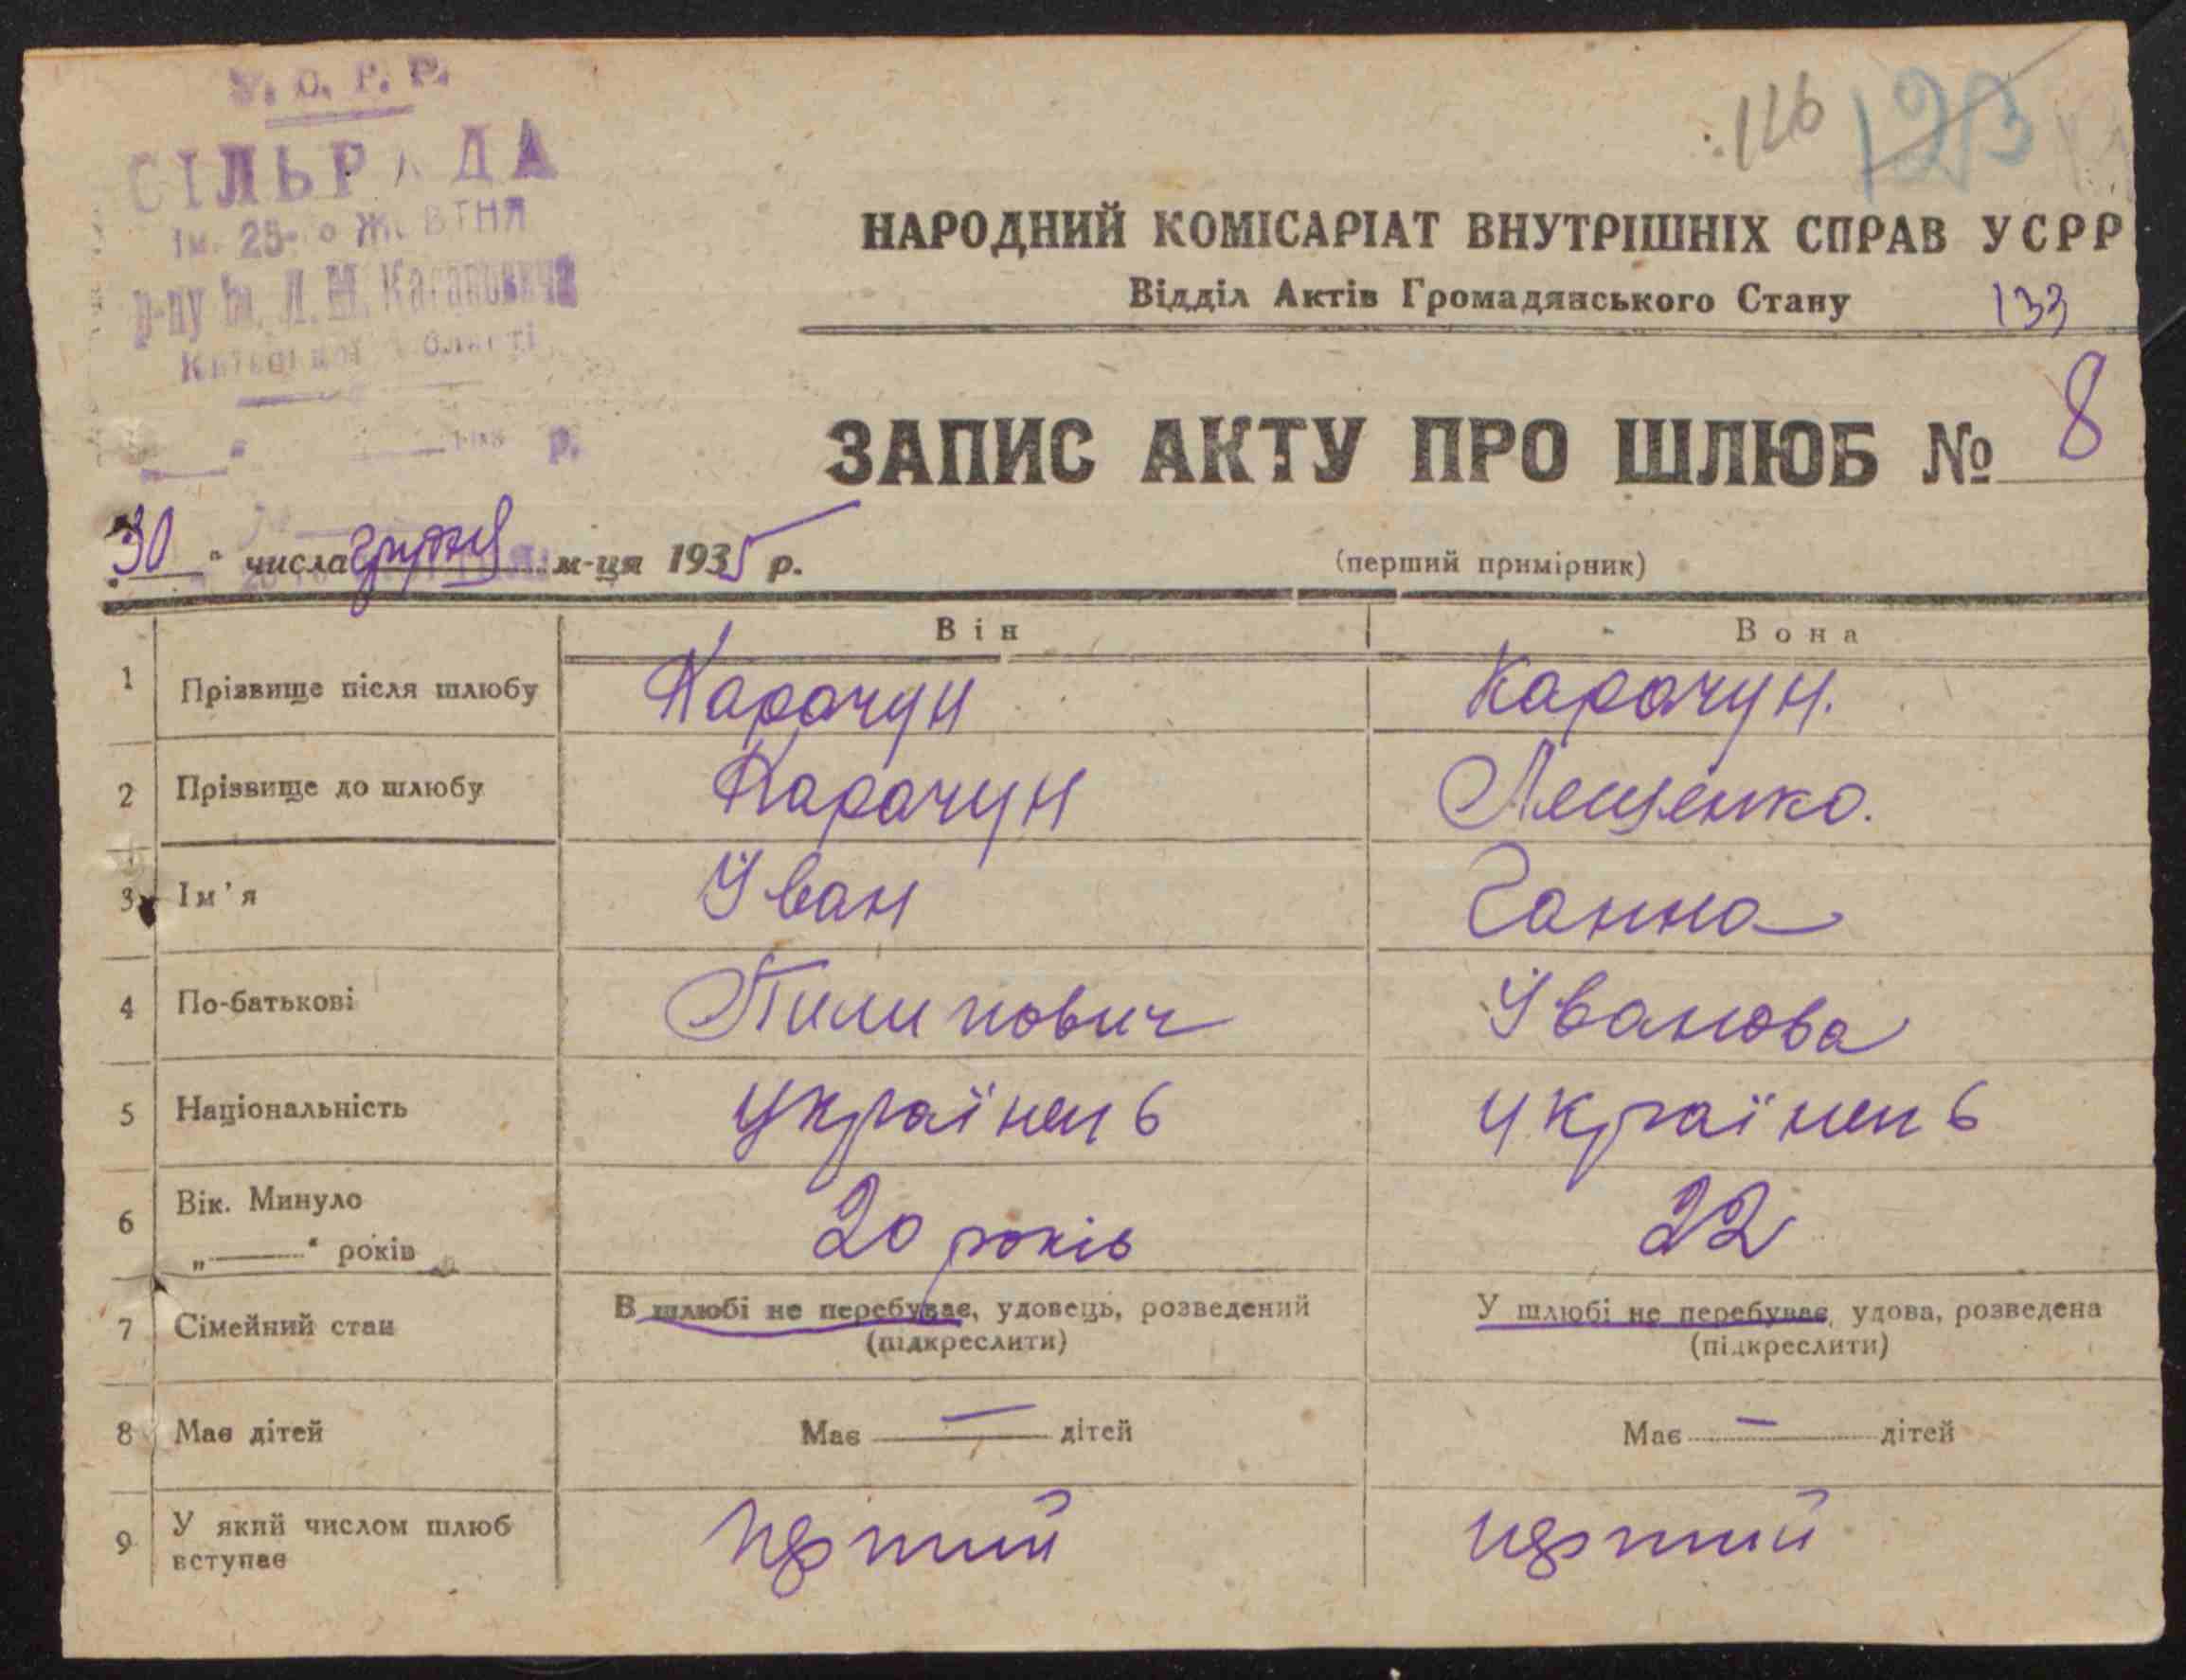 У. С. Р. Р.
СІЛЬРАДА
ім. 25-о ЖОВТНЯ
р-ну ім. Л. М. Кагановича
Київської області
р.
126 123
НАРОДНИЙ КОМІСАРІАТ ВНУТРІШНІХ СПРАВ УСРР
Відділ Актів Громадянського Стану 133
ЗАПИС АКТУ ПРО ШЛЮБ № 8
"30" числа грудня м-ця 1935 р. (перший примірник)
Він Вона
1 Прізвище після шлюбу Карачун Карачун.
2 Прізвище до шлюбу Карачун Лещенко.
3 Ім'я Іван Ганна
4 По-батькові Пилипович Іванова
5 Національність українець українець
6 Вік. Минуло
„——" років 20 років 22
7 Сімейний стан В шлюбі не перебуває, удовець, розведений У шлюбі не перебуває, удова, розведена
(підкреслити) (підкреслити)
8 Має дітей Має — дітей Має — дітей
9 У який числом шлюб
вступає перший перший